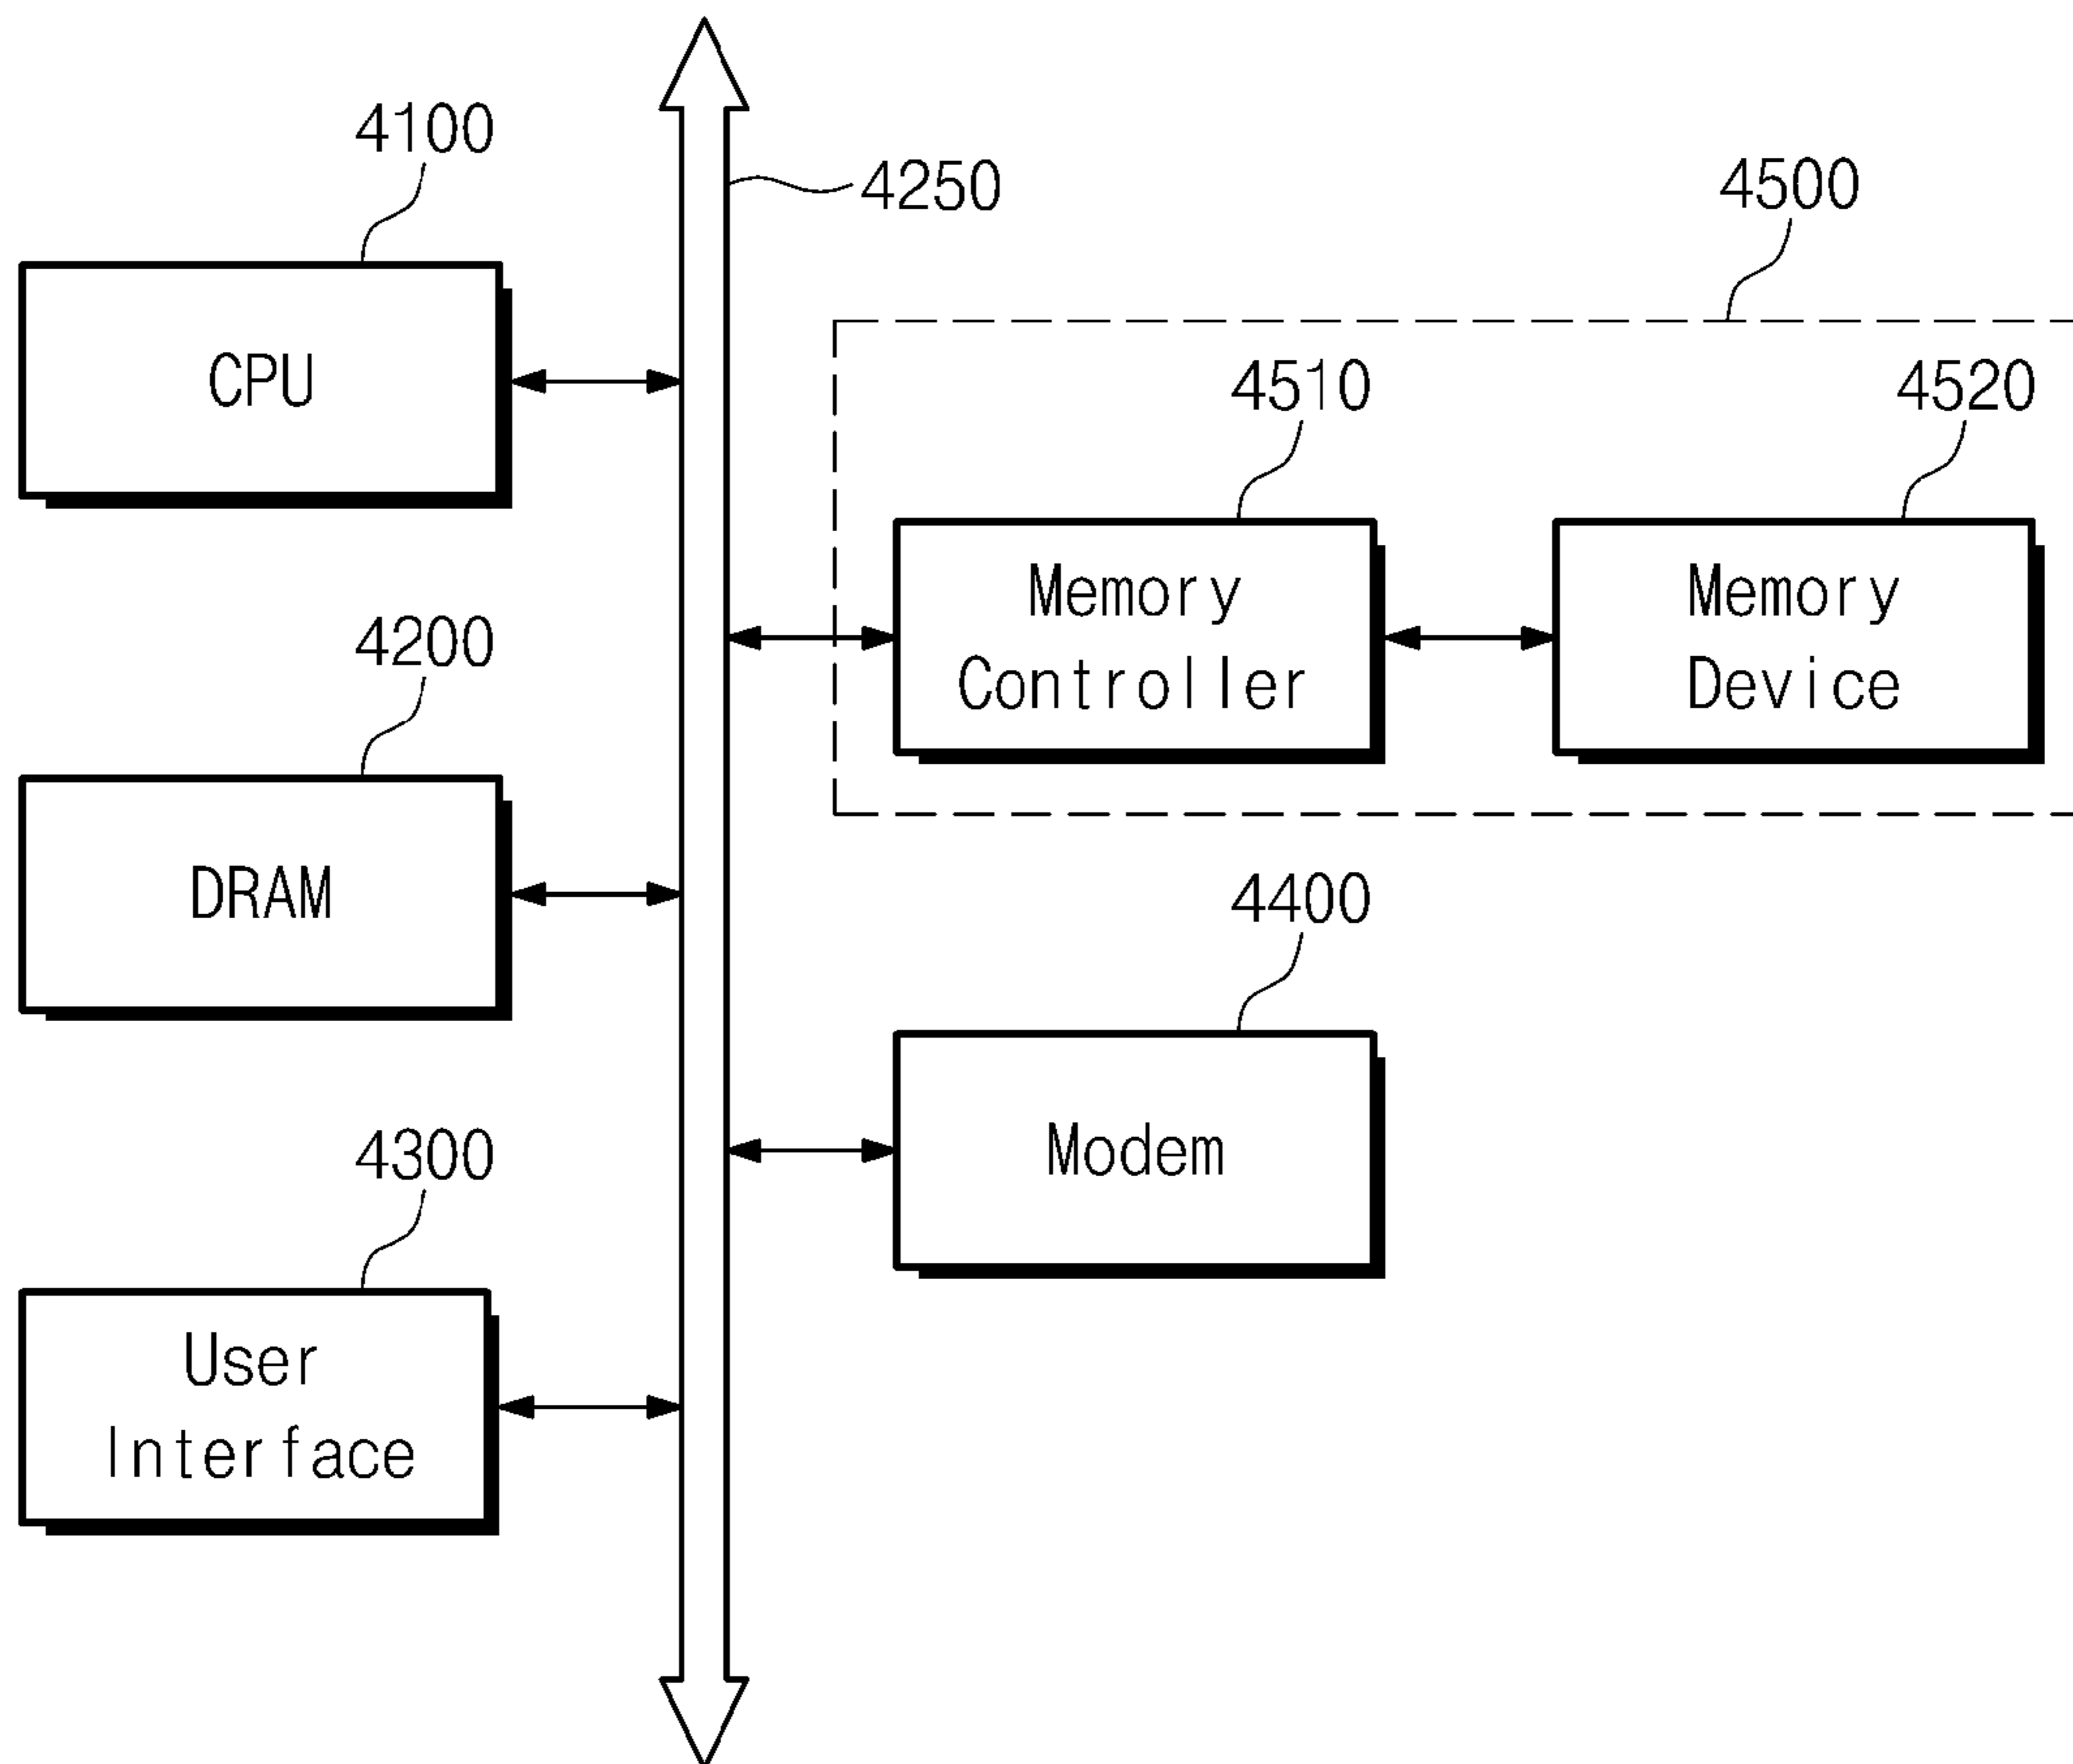 4100
4250
4500
CPU
4510
4520
Memory
Controller
Memory
Device
4200
DRAM
4400
Modem
4300
User
Interface